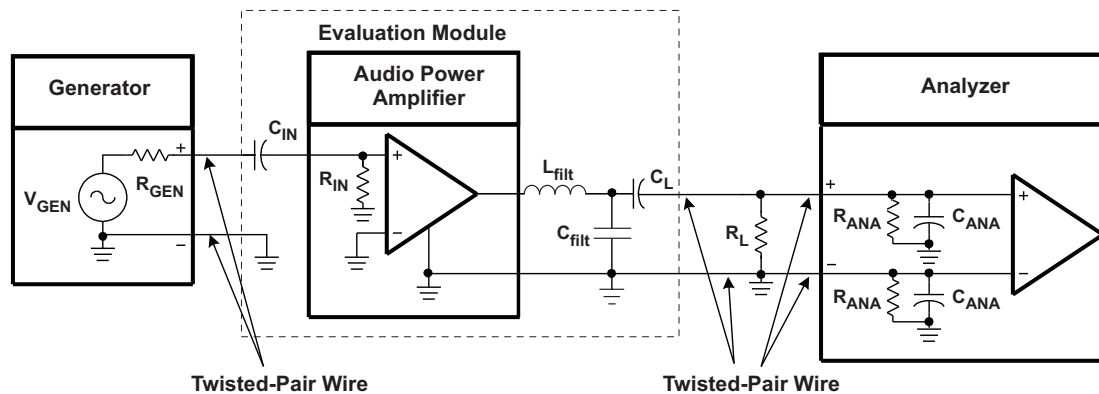 Evaluation Module
Generator
Audio Power
Amplifier
Analyzer
C_IN
+
R_GEN
V_GEN
−
R_IN
+
−
L_filt
C_L
C_filt
R_L
+
R_ANA
C_ANA
+
−
R_ANA
C_ANA
−
Twisted-Pair Wire
Twisted-Pair Wire